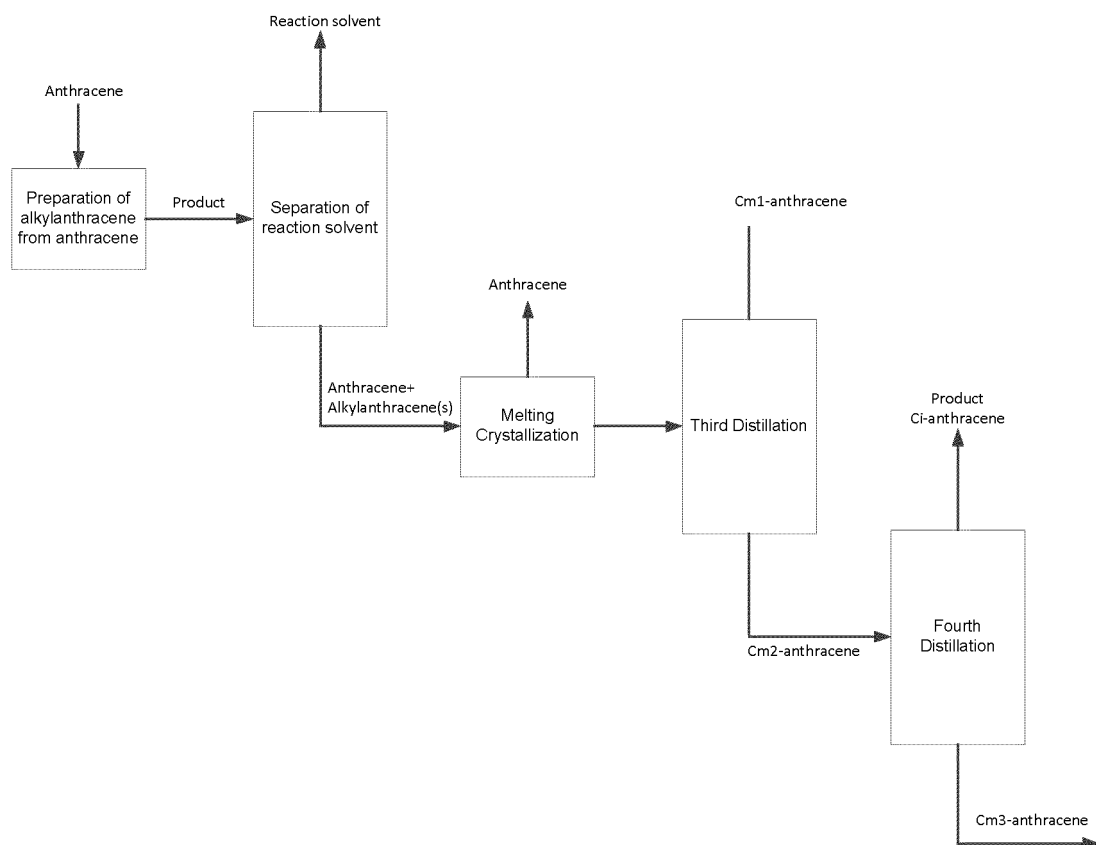 Reaction solvent
Anthracene
Preparation of
alkylanthracene
from anthracene
Product
Separation of
reaction solvent
Cm1-anthracene
Anthracene
Anthracene+
Alkylanthracene(s)
Melting
Crystallization
Third Distillation
Product
Ci-anthracene
Cm2-anthracene
Fourth
Distillation
Cm3-anthracene